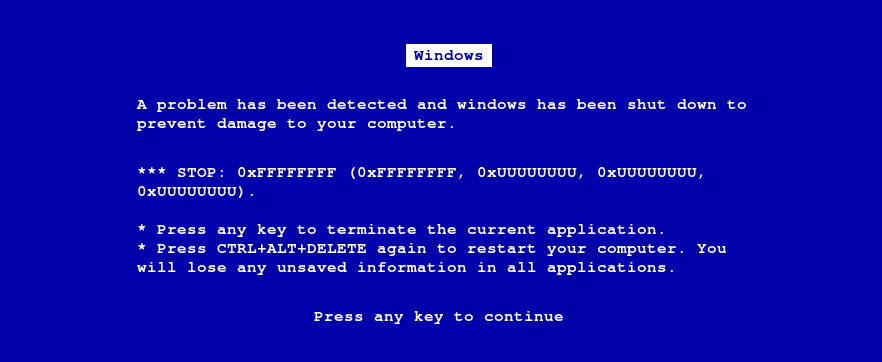 Windows
A problem has been detected and windows has been shut down to
prevent damage to your computer.
*** STOP: 0xFFFFFFFF (0xFFFFFFFF, 0xUUUUUUUU, 0xUUUUUUUU,
0xUUUUUUUU).
* Press any key to terminate the current application.
* Press CTRL+ALT+DELETE again to restart your computer. You
will lose any unsaved information in all applications.
Press any key to continue